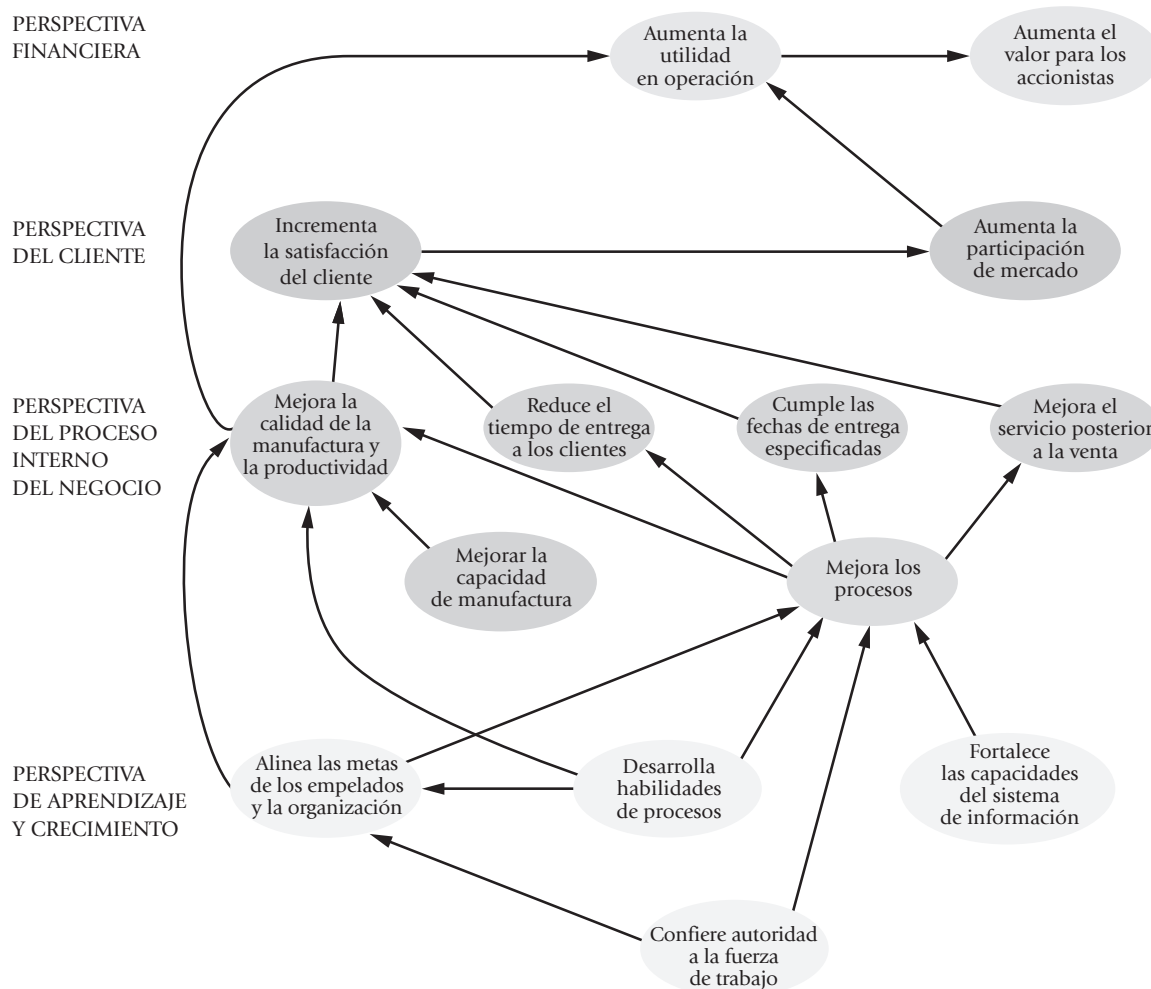 PERSPECTIVA
FINANCIERA
Aumenta la
utilidad
en operación
Aumenta el
valor para los
accionistas
PERSPECTIVA
DEL CLIENTE
Incrementa
la satisfacción
del cliente
Aumenta la
participación
de mercado
PERSPECTIVA
DEL PROCESO
INTERNO
DEL NEGOCIO
Mejora la
calidad de la
manufactura y
la productividad
Reduce el
tiempo de entrega
a los clientes
Cumple las
fechas de entrega
especificadas
Mejora el
servicio posterior
a la venta
Mejorar la
capacidad
de manufactura
Mejora los
procesos
PERSPECTIVA
DE APRENDIZAJE
Y CRECIMIENTO
Alinea las metas
de los empelados
y la organización
Desarrolla
habilidades
de procesos
Fortalece
las capacidades
del sistema
de información
Confiere autoridad
a la fuerza
de trabajo